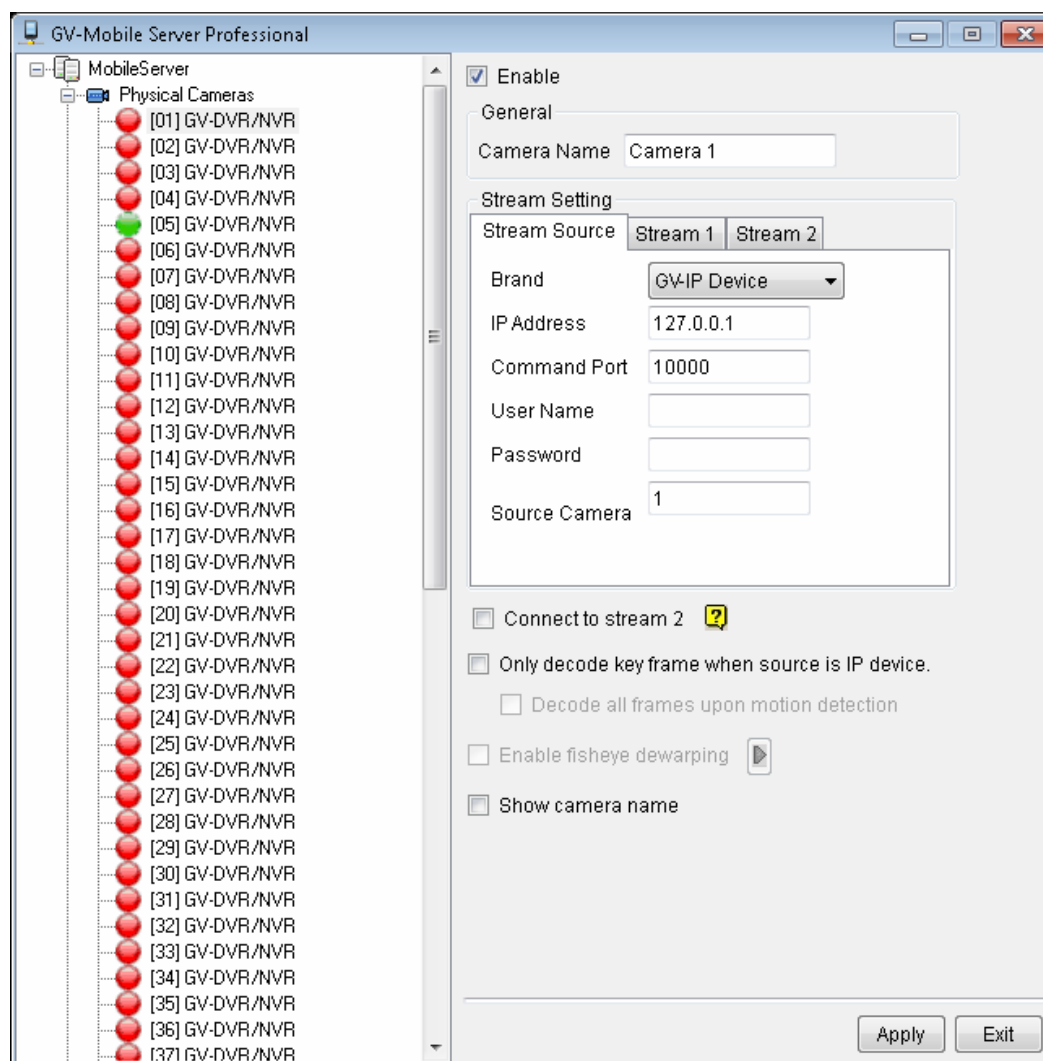 GV-Mobile Server Professional
MobileServer
Physical Cameras
[01] GV-DVR/NVR
[02] GV-DVR/NVR
[03] GV-DVR/NVR
[04] GV-DVR/NVR
[05] GV-DVR/NVR
[06] GV-DVR/NVR
[07] GV-DVR/NVR
[08] GV-DVR/NVR
[09] GV-DVR/NVR
[10] GV-DVR/NVR
[11] GV-DVR/NVR
[12] GV-DVR/NVR
[13] GV-DVR/NVR
[14] GV-DVR/NVR
[15] GV-DVR/NVR
[16] GV-DVR/NVR
[17] GV-DVR/NVR
[18] GV-DVR/NVR
[19] GV-DVR/NVR
[20] GV-DVR/NVR
[21] GV-DVR/NVR
[22] GV-DVR/NVR
[23] GV-DVR/NVR
[24] GV-DVR/NVR
[25] GV-DVR/NVR
[26] GV-DVR/NVR
[27] GV-DVR/NVR
[28] GV-DVR/NVR
[29] GV-DVR/NVR
[30] GV-DVR/NVR
[31] GV-DVR/NVR
[32] GV-DVR/NVR
[33] GV-DVR/NVR
[34] GV-DVR/NVR
[35] GV-DVR/NVR
[36] GV-DVR/NVR
[37] GV-DVR/NVR
Enable
General
Camera Name Camera 1
Stream Setting
Stream Source Stream 1 Stream 2
Brand GV-IP Device
IP Address 127.0.0.1
Command Port 10000
User Name
Password
Source Camera 1
Connect to stream 2 ?
Only decode key frame when source is IP device.
Decode all frames upon motion detection
Enable fisheye dewarping
Show camera name
Apply Exit